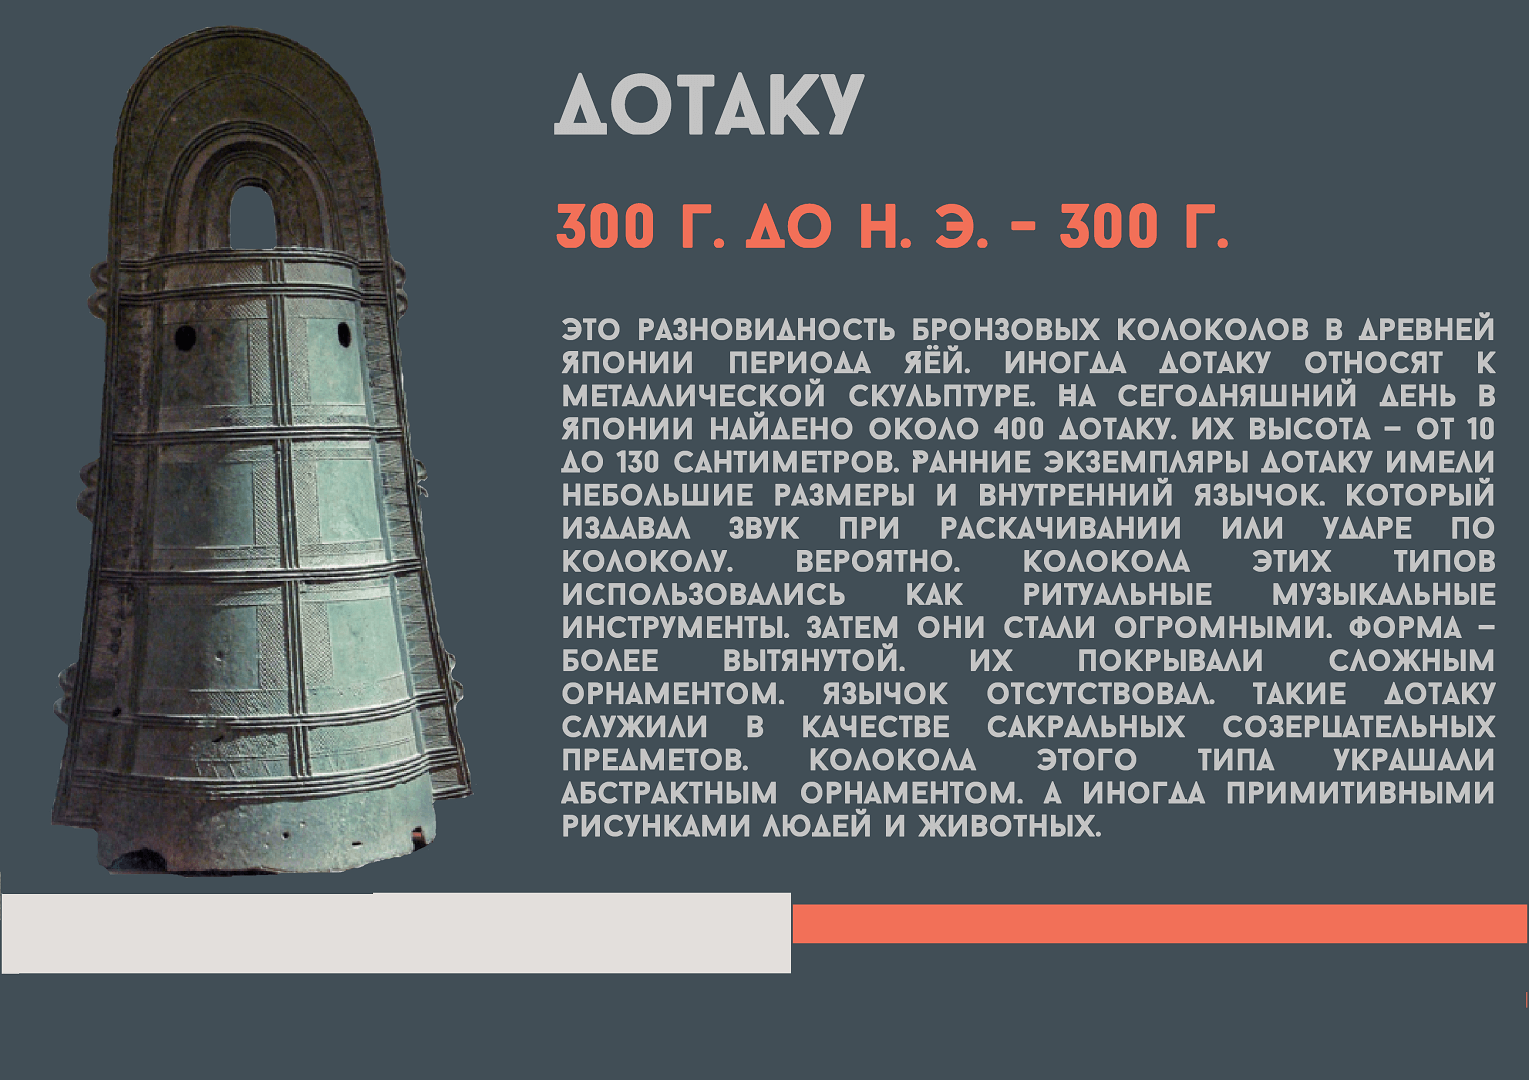 ДОТАКУ
300 Г. ДО Н. Э. - 300 Г.
ЭТО РАЗНОВИДНОСТЬ БРОНЗОВЫХ КОЛОКОЛОВ В ДРЕВНЕЙ
ЯПОНИИ ПЕРИОДА ЯЁЙ. ИНОГДА ДОТАКУ ОТНОСЯТ К
МЕТАЛЛИЧЕСКОЙ СКУЛЬПТУРЕ. НА СЕГОДНЯШНИЙ ДЕНЬ В
ЯПОНИИ НАЙДЕНО ОКОЛО 400 ДОТАКУ. ИХ ВЫСОТА – ОТ 10
ДО 130 САНТИМЕТРОВ. РАННИЕ ЭКЗЕМПЛЯРЫ ДОТАКУ ИМЕЛИ
НЕБОЛЬШИЕ РАЗМЕРЫ И ВНУТРЕННИЙ ЯЗЫЧОК. КОТОРЫЙ
ИЗДАВАЛ ЗВУК ПРИ РАСКАЧИВАНИИ ИЛИ УДАРЕ ПО
КОЛОКОЛУ. ВЕРОЯТНО. КОЛОКОЛА ЭТИХ ТИПОВ
ИСПОЛЬЗОВАЛИСЬ КАК РИТУАЛЬНЫЕ МУЗЫКАЛЬНЫЕ
ИНСТРУМЕНТЫ. ЗАТЕМ ОНИ СТАЛИ ОГРОМНЫМИ. ФОРМА –
БОЛЕЕ ВЫТЯНУТОЙ. ИХ ПОКРЫВАЛИ СЛОЖНЫМ
ОРНАМЕНТОМ. ЯЗЫЧОК ОТСУТСТВОВАЛ. ТАКИЕ ДОТАКУ
СЛУЖИЛИ В КАЧЕСТВЕ САКРАЛЬНЫХ СОЗЕРЦАТЕЛЬНЫХ
ПРЕДМЕТОВ. КОЛОКОЛА ЭТОГО ТИПА УКРАШАЛИ
АБСТРАКТНЫМ ОРНАМЕНТОМ. А ИНОГДА ПРИМИТИВНЫМИ
РИСУНКАМИ ЛЮДЕЙ И ЖИВОТНЫХ.